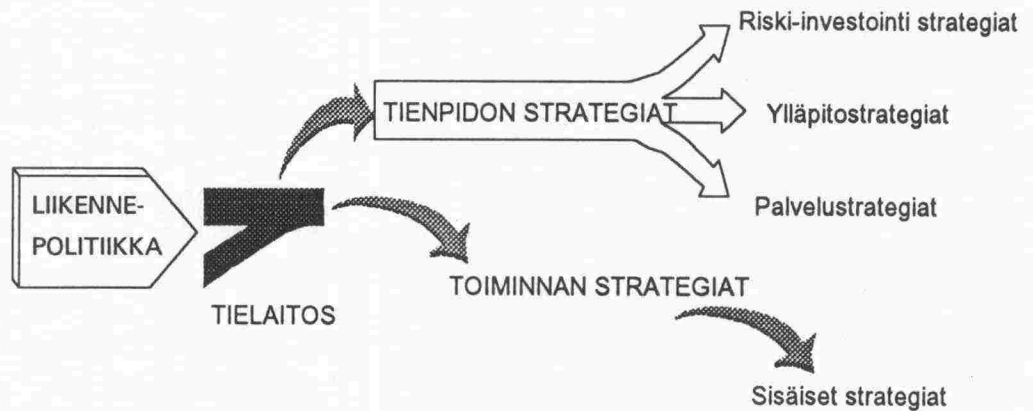 Riski-investointi strategiat
TIENPIDON STRATEGIAT
Ylläpitostrategiat
Palvelustrategiat
LIIKENNE-
POLITIIKKA
TIELAITOS
TOIMINNAN STRATEGIAT
Sisäiset strategiat